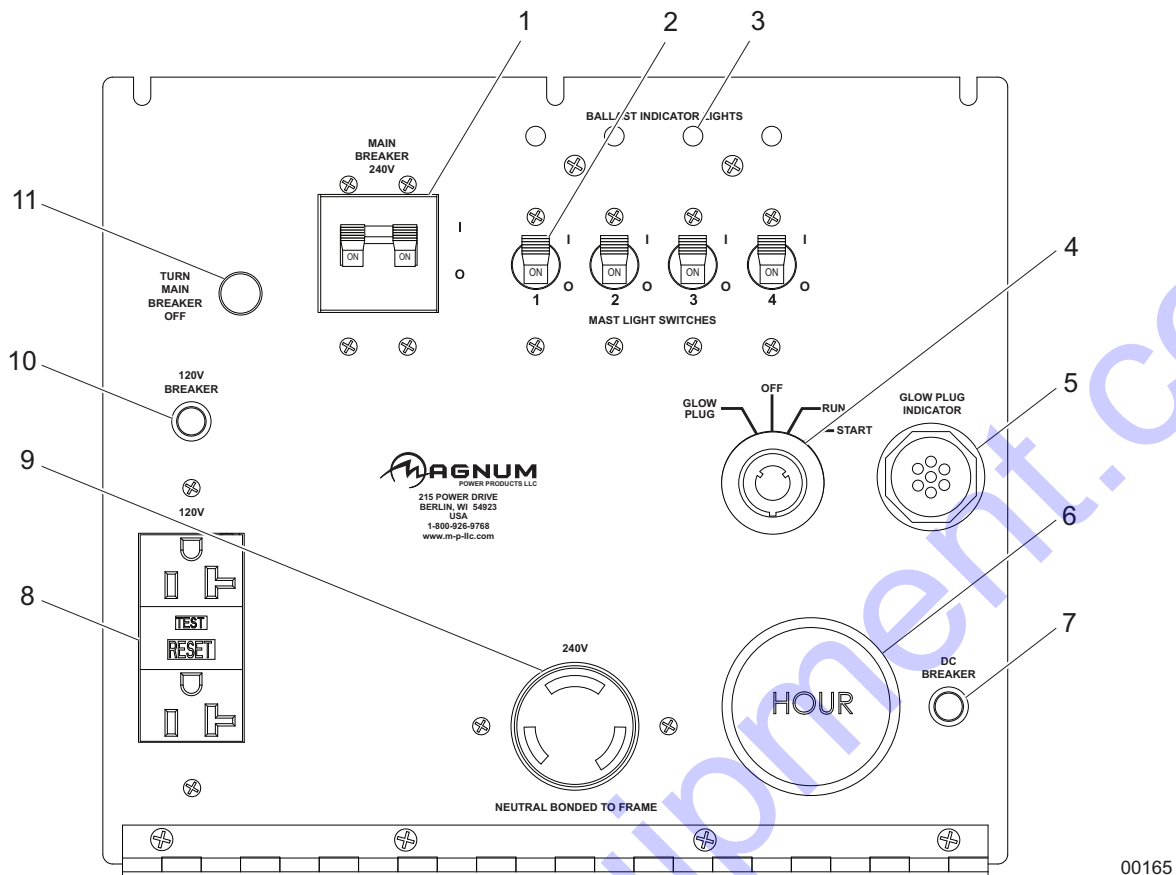 1
2
3
BALLAST INDICATOR LIGHTS
MAIN
BREAKER
240V
11
I
O
ON
ON
I
I
I
I
ON
ON
ON
ON
O
O
O
O
1
2
3
4
4
TURN
MAIN
BREAKER
OFF
MAST LIGHT SWITCHES
10
120V
BREAKER
GLOW
PLUG
OFF
RUN
START
GLOW PLUG
INDICATOR
5
9
MAGNUM
POWER PRODUCTS LLC
215 POWER DRIVE
BERLIN, WI 54923
USA
1-800-926-9768
www.m-p-llc.com
120V
6
8
TEST
RESET
240V
HOUR
DC
BREAKER
7
NEUTRAL BONDED TO FRAME
00165
ipment.co